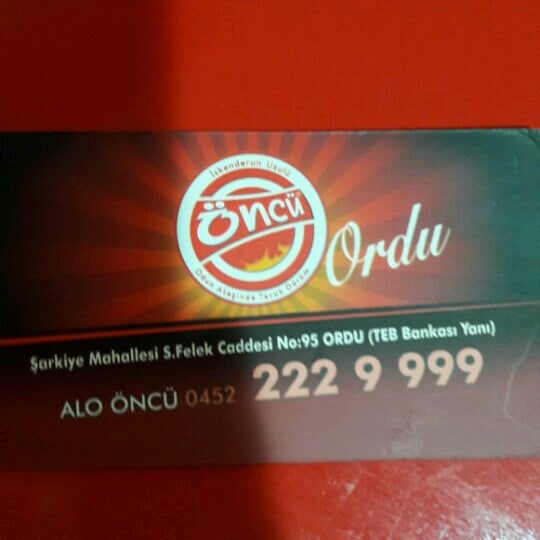 İskenderun Usulü
Öncü
Odun Ateşinde Tavuk Dürüm
Ordu
Şarkiye Mahallesi S.Felek Caddesi No:95 ORDU (TEB Bankası Yanı)
ALO ÖNCÜ 0452 222 9 999